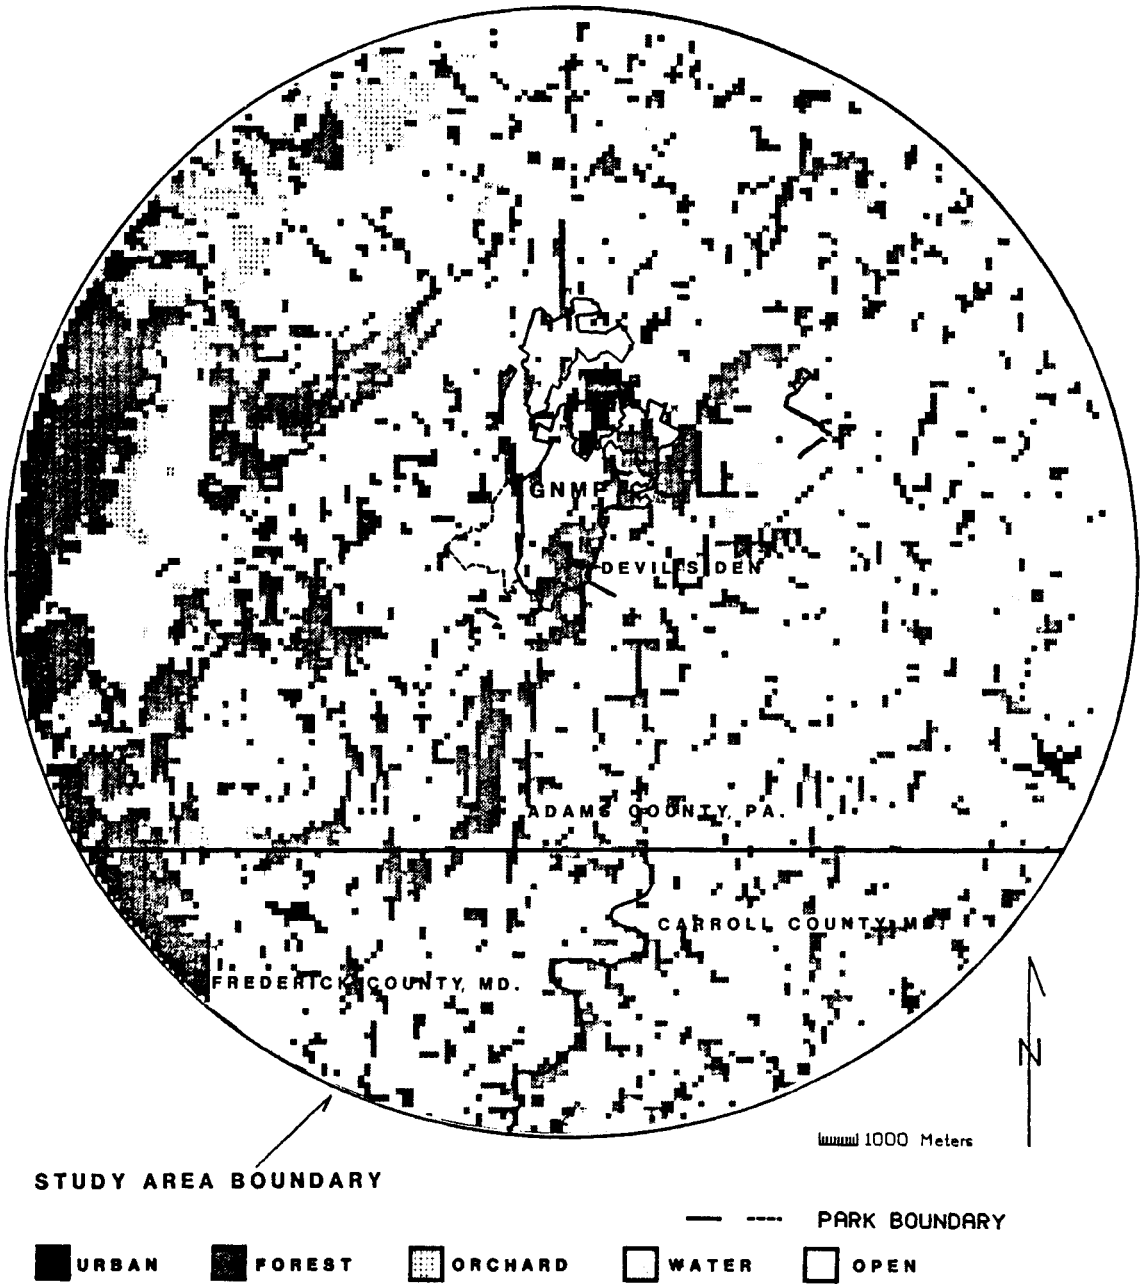 GNMP
DEVIL'S DEN
ADAMS COUNTY, PA.
CARROLL COUNTY, MD.
FREDERICK COUNTY, MD.
N
1000 Meters
STUDY AREA BOUNDARY
PARK BOUNDARY
URBAN FOREST ORCHARD WATER OPEN